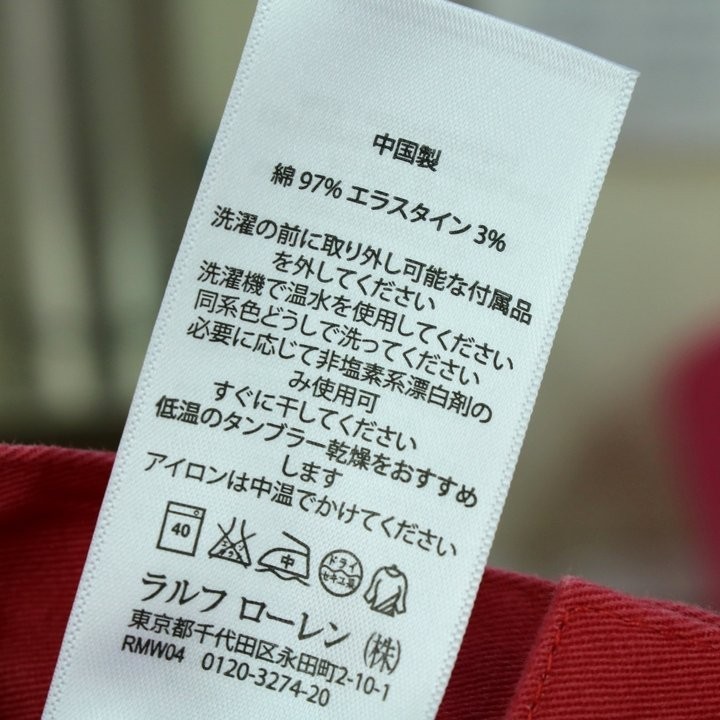 中国製
綿 97% エラスタイン 3%
洗濯の前に取り外し可能な付属品
を外してください
洗濯機で温水を使用してください
同系色どうしで洗ってください
必要に応じて非塩素系漂白剤の
み使用可
すぐに干してください
低温のタンブラー乾燥をおすすめ
します
アイロンは中温でかけてください
40
エンソサラシ
中
ドライ
セキユ系
ラルフ ローレン (株)
東京都千代田区永田町2-10-1
RMW04 0120-3274-20